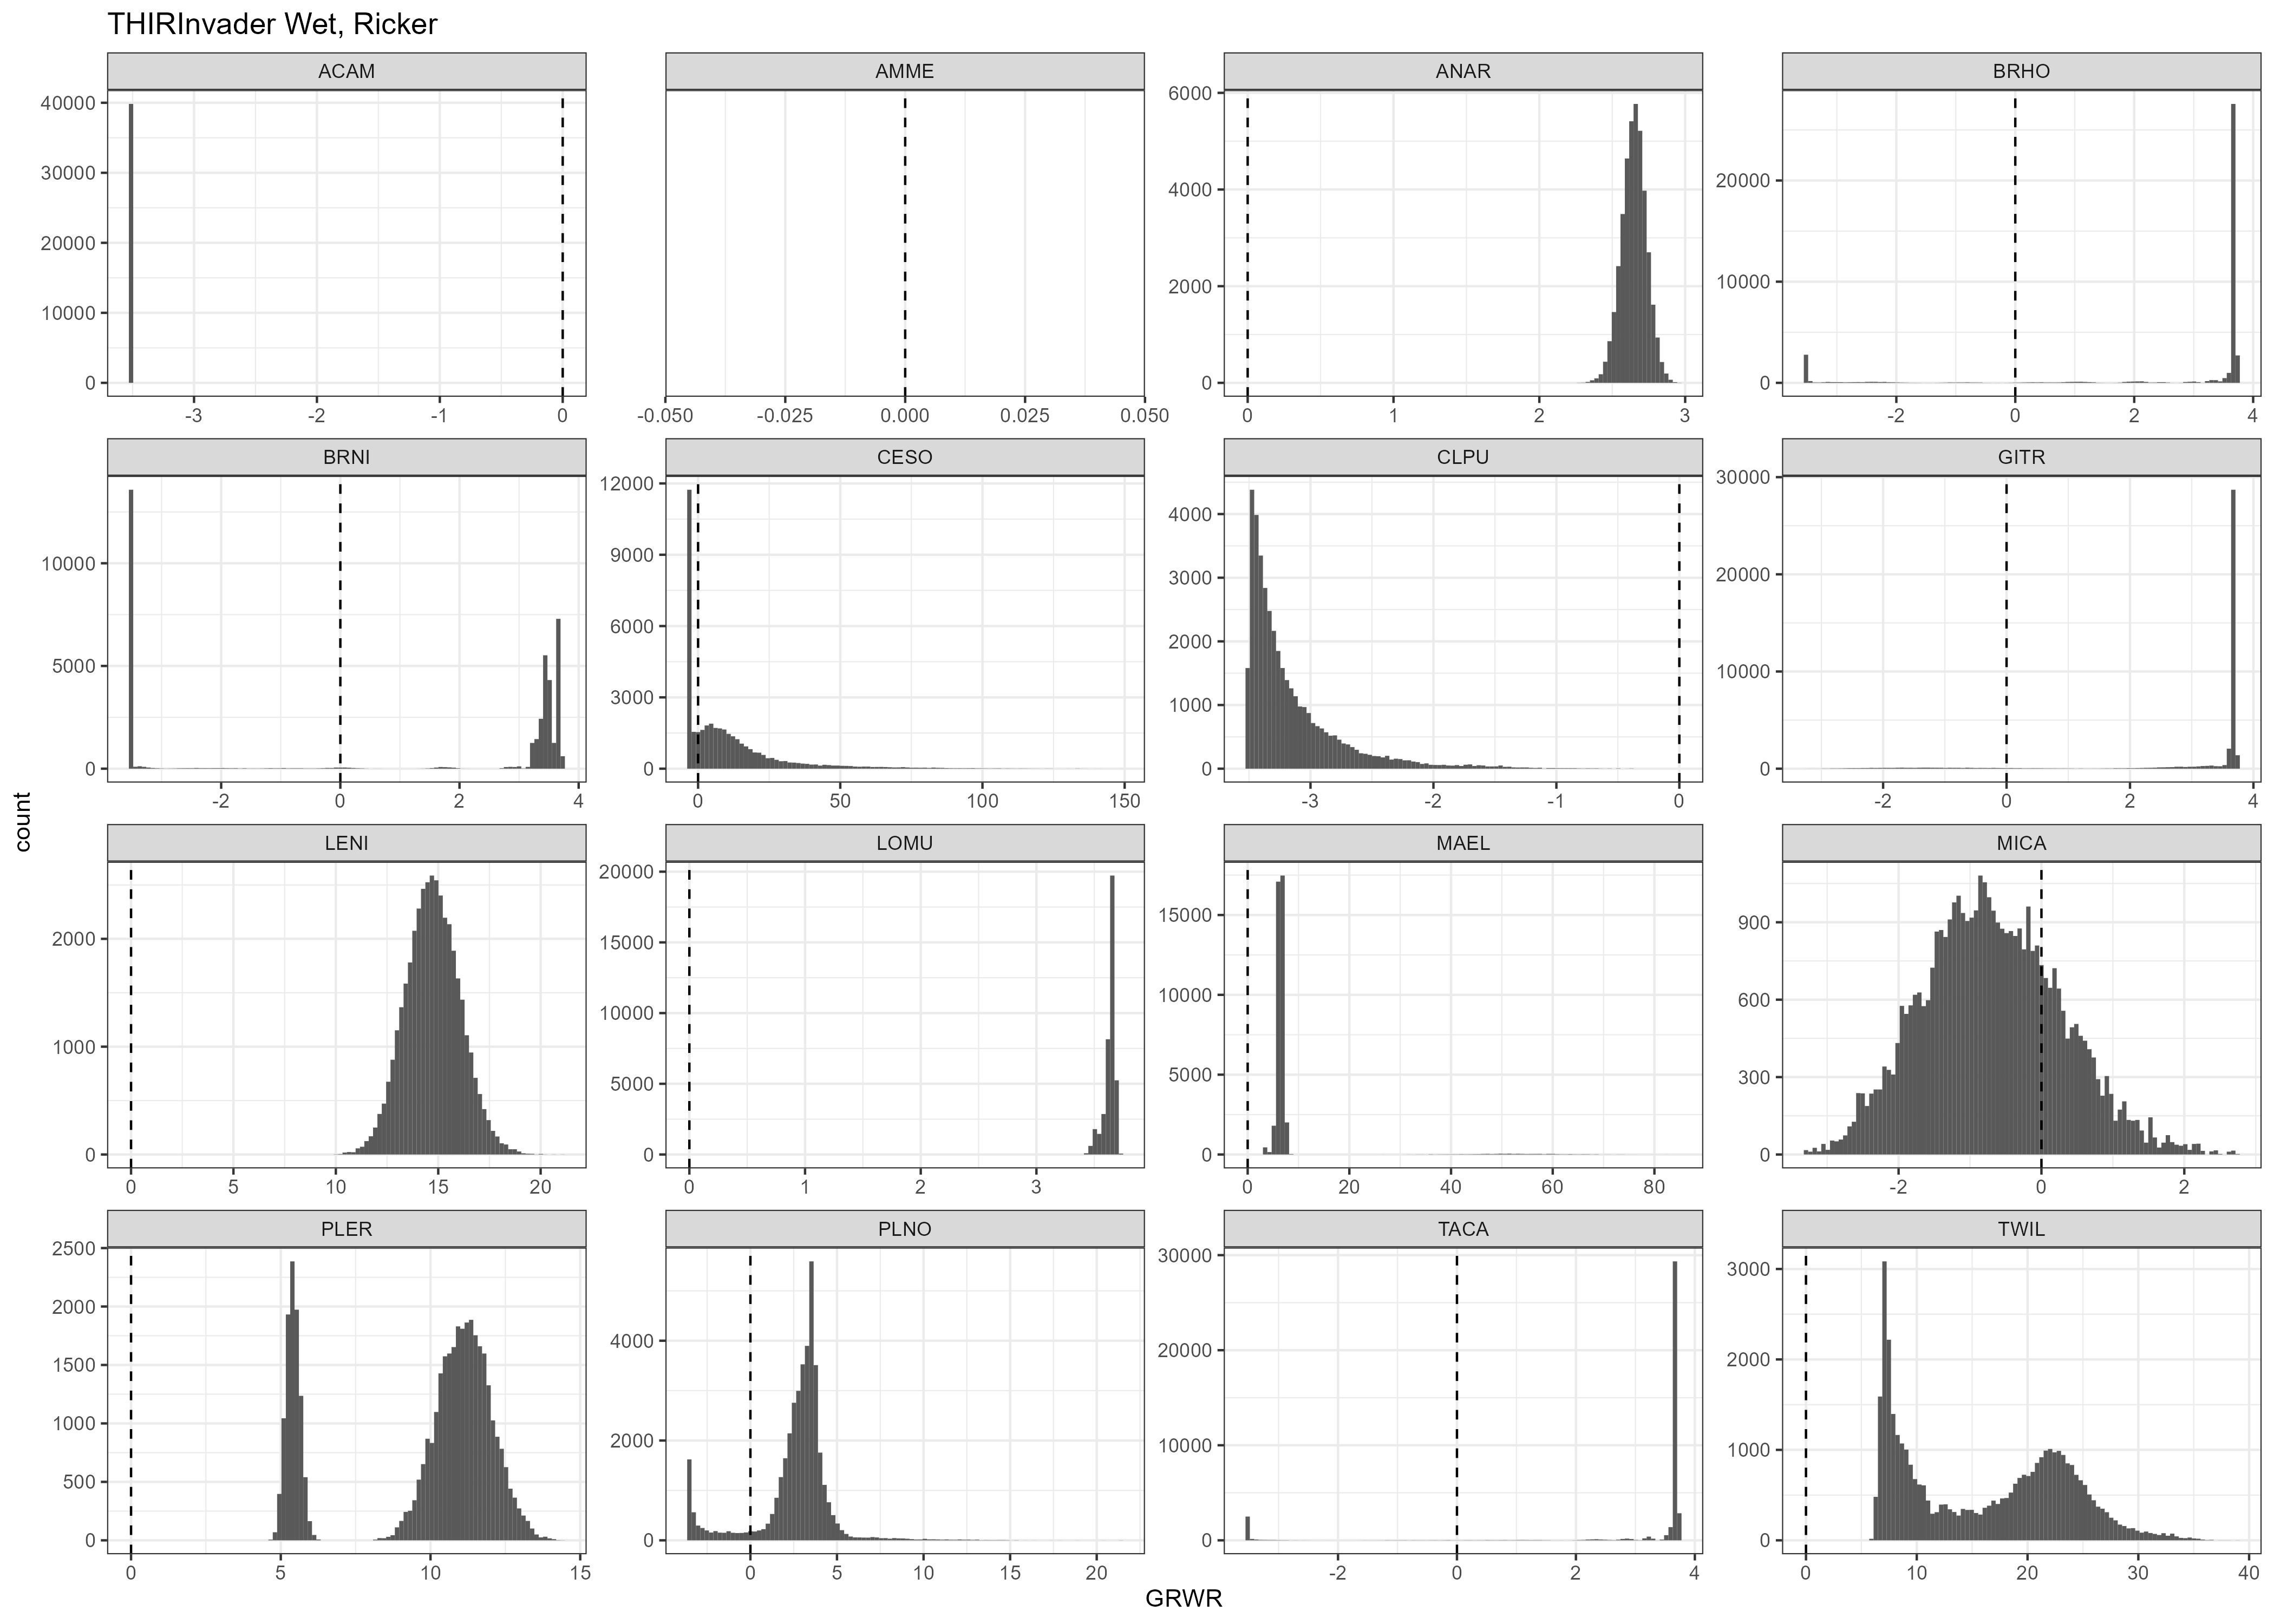 THIRInvader Wet, Ricker
ACAM AMME ANAR BRHO
40000 30000 20000 10000 0
-3 -2 -1 0
-0.050 -0.025 0.000 0.025 0.050
6000 4000 2000 0
0 1 2 3
20000 10000 0
-2 0 2 4
BRNI CESO CLPU GITR
10000 5000 0
-2 0 2 4
12000 9000 6000 3000 0
0 50 100 150
4000 3000 2000 1000 0
-3 -2 -1 0
30000 20000 10000 0
-2 0 2 4
count
LENI LOMU MAEL MICA
2000 1000 0
0 5 10 15 20
20000 15000 10000 5000 0
0 1 2 3
15000 10000 5000 0
0 20 40 60 80
900 600 300 0
-2 0 2
PLER PLNO TACA TWIL
2500 2000 1500 1000 500 0
0 5 10 15
4000 2000 0
0 5 10 15 20
30000 20000 10000 0
-2 0 2 4
3000 2000 1000 0
0 10 20 30 40
GRWR